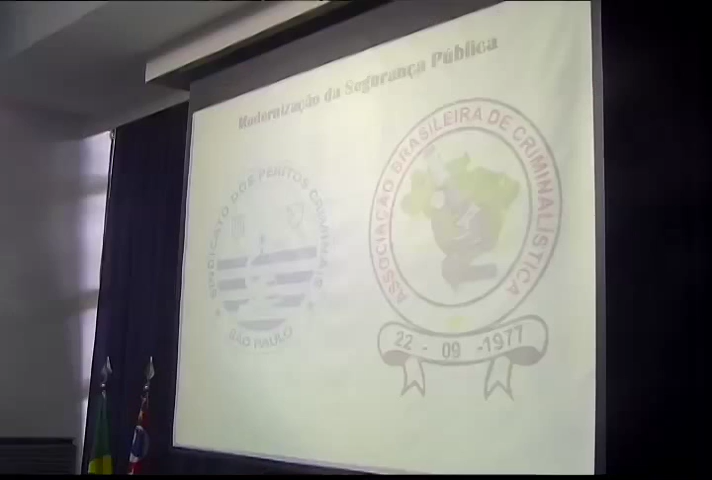 Modernização da Segurança Pública
SINDICATO DOS PERITOS CRIMINAIS
SÃO PAULO
ASSOCIAÇÃO BRASILEIRA DE CRIMINALÍSTICA
22 - 09 -1977